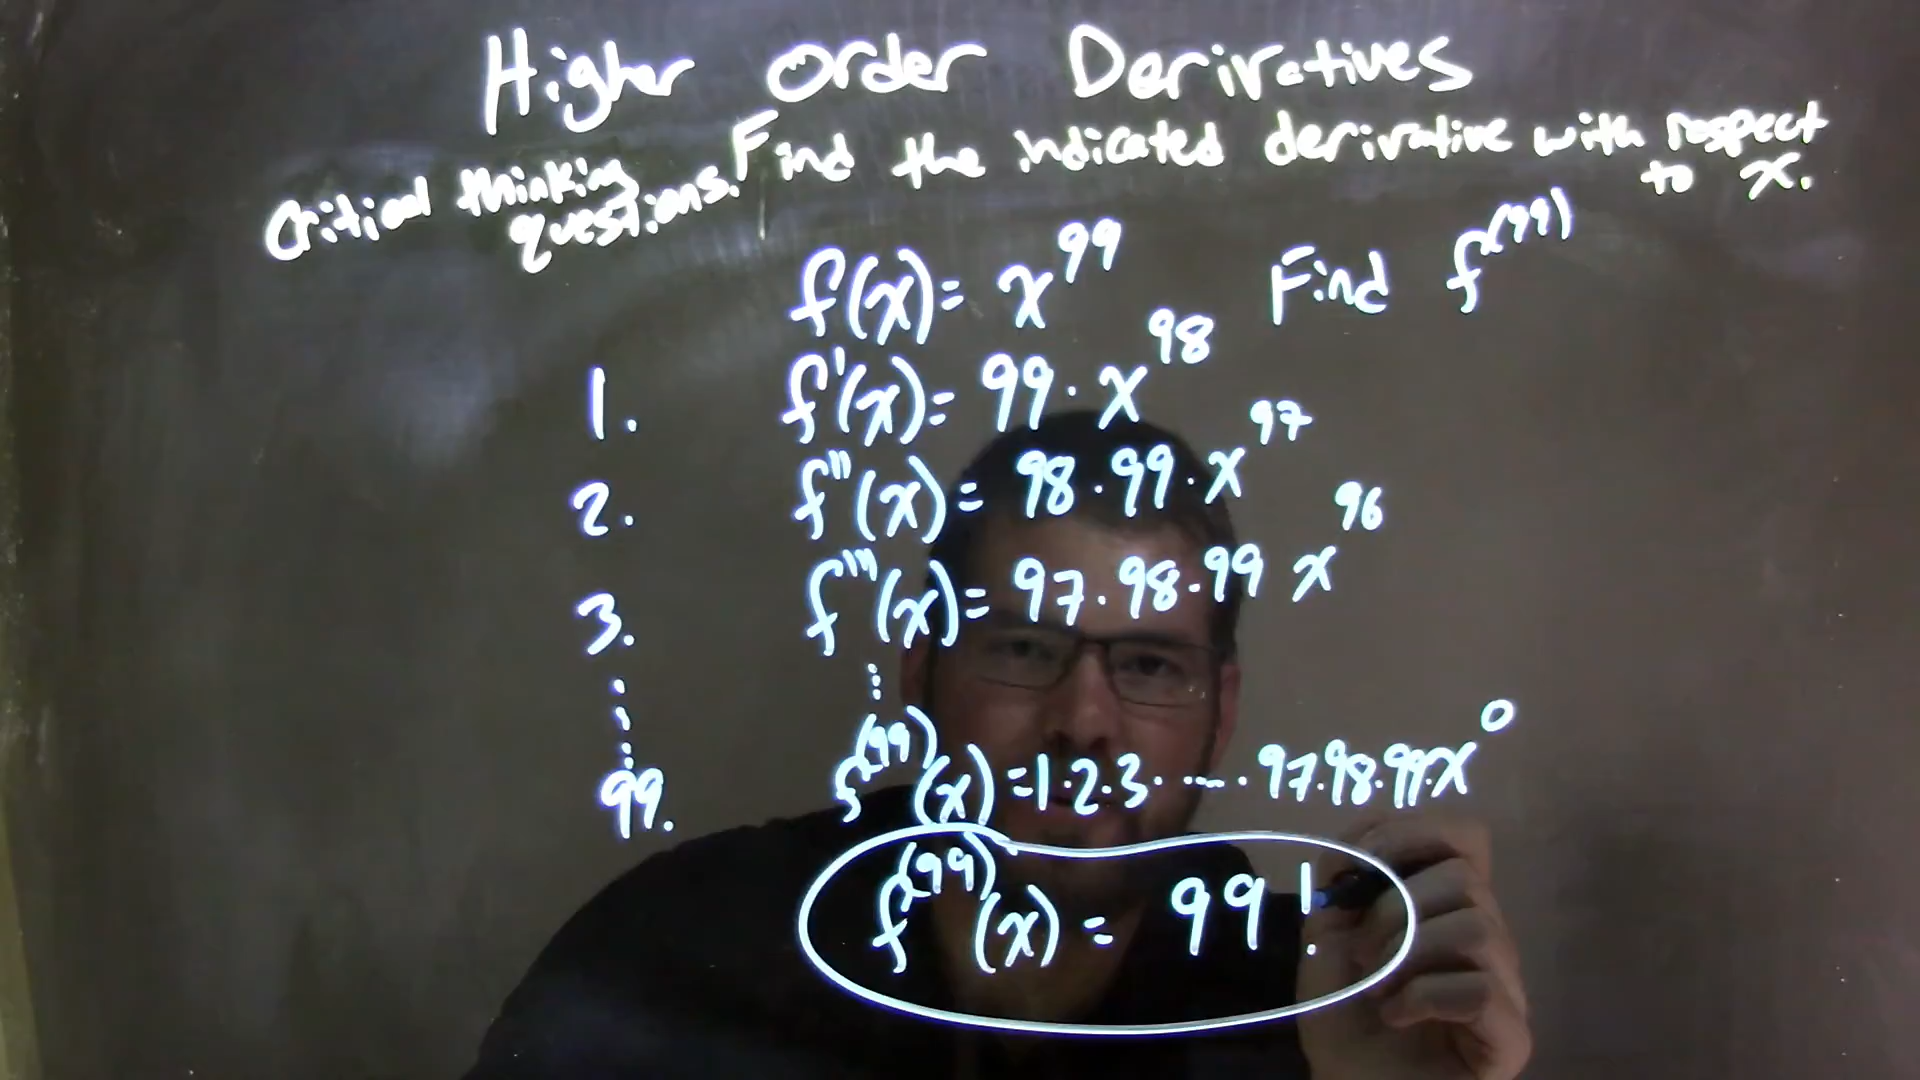 Higher Order Derivatives
Critical thinking questions. Find the indicated derivative with respect to x.
f(x) = x^99 Find f^(99)
1. f'(x) = 99 · x^98
2. f''(x) = 98 · 99 · x^97
3. f'''(x) = 97 · 98 · 99 x^96
⋮ ⋮
99. f^(99)(x) = 1 · 2 · 3 · ···· · 97 · 98 · 99 · x^0
f^(99)(x) = 99!